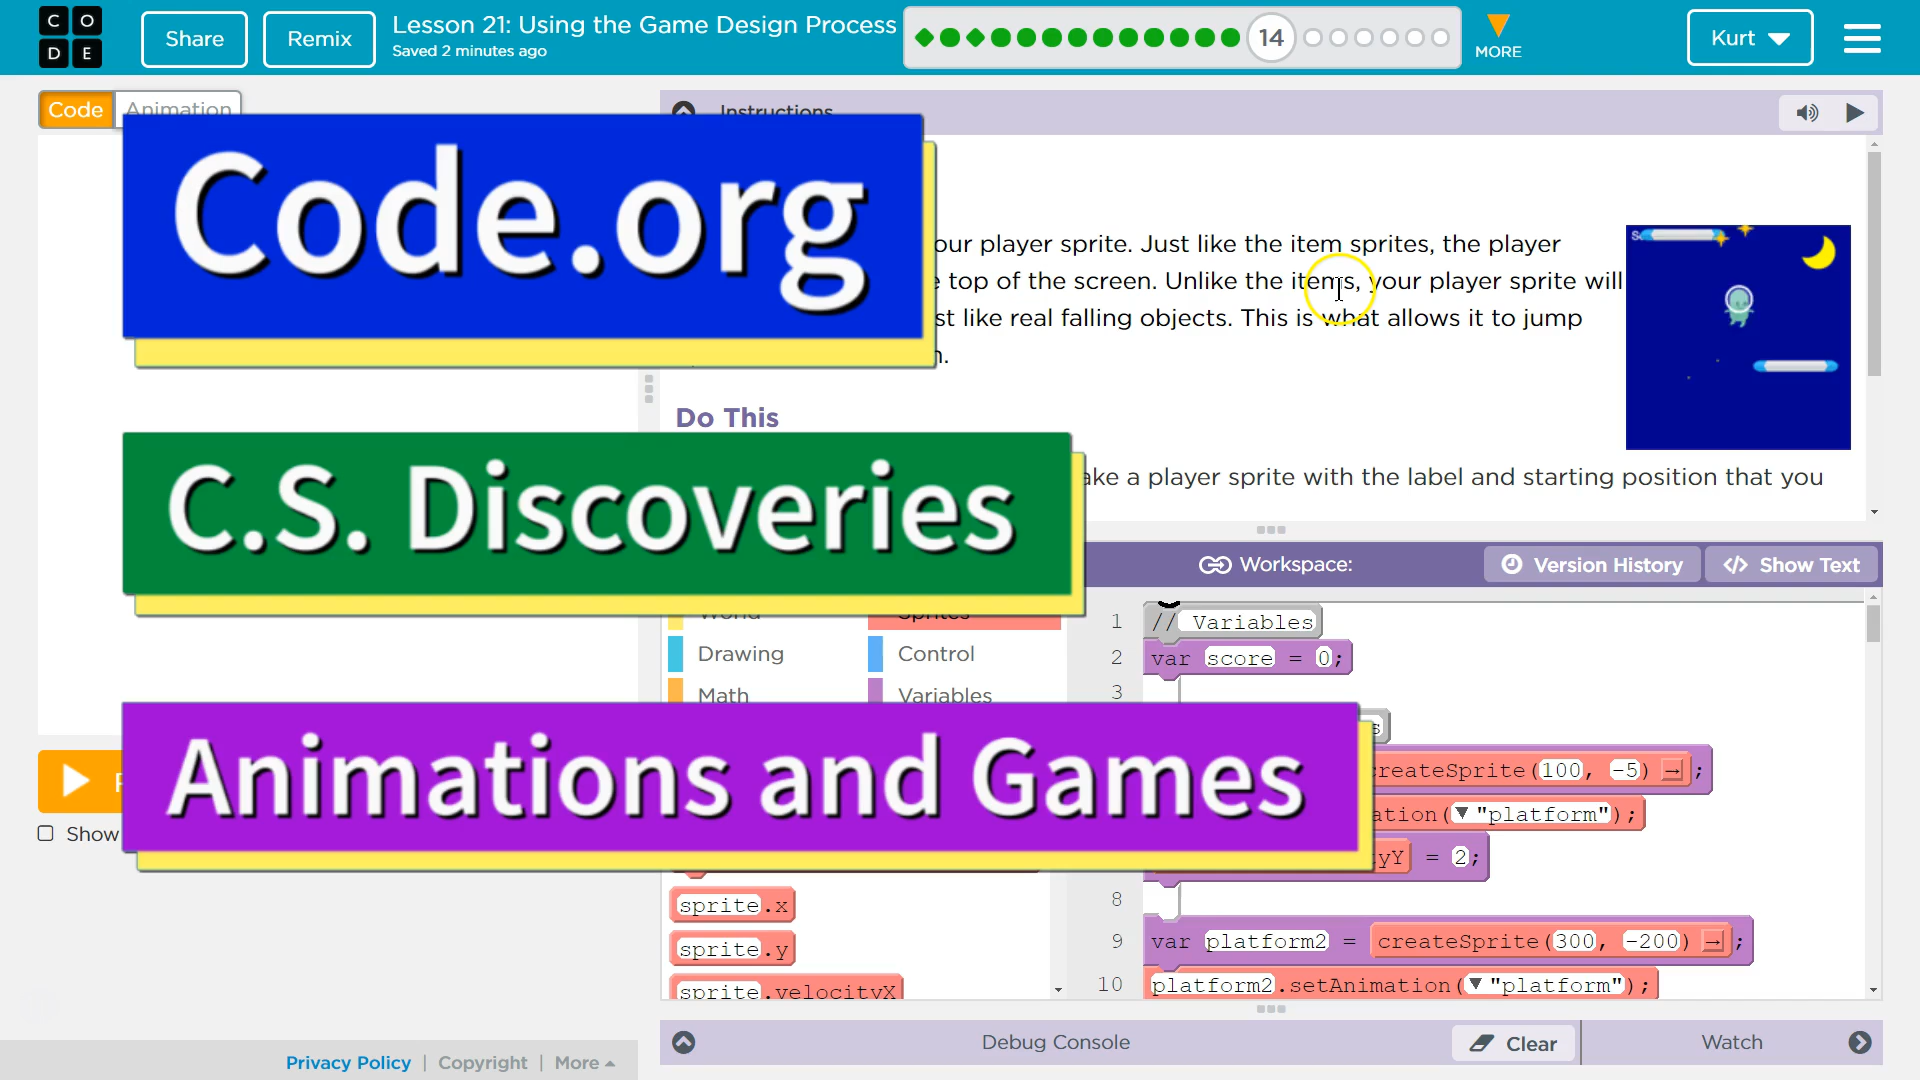 CODE
Share
Remix
Lesson 21: Using the Game Design Process
Saved 2 minutes ago
14
MORE
Kurt
Code
Animation
Instructions
Code.org
our player sprite. Just like the item sprites, the player
top of the screen. Unlike the items, your player sprite will
st like real falling objects. This is what allows it to jump
n.
Do This
C.S. Discoveries
ake a player sprite with the label and starting position that you
Workspace:
Version History
Show Text
World
Sprites
Drawing
Control
Math
Variables
1 // Variables
2 var score = 0;
3
s
createSprite(100, -5) → ;
ation( ▼ "platform");
yY = 2;
8
9 var platform2 = createSprite(300, -200) → ;
10 platform2.setAnimation( ▼ "platform");
Animations and Games
Show
sprite.x
sprite.y
sprite.velocityX
Debug Console
Clear
Watch
Privacy Policy | Copyright | More